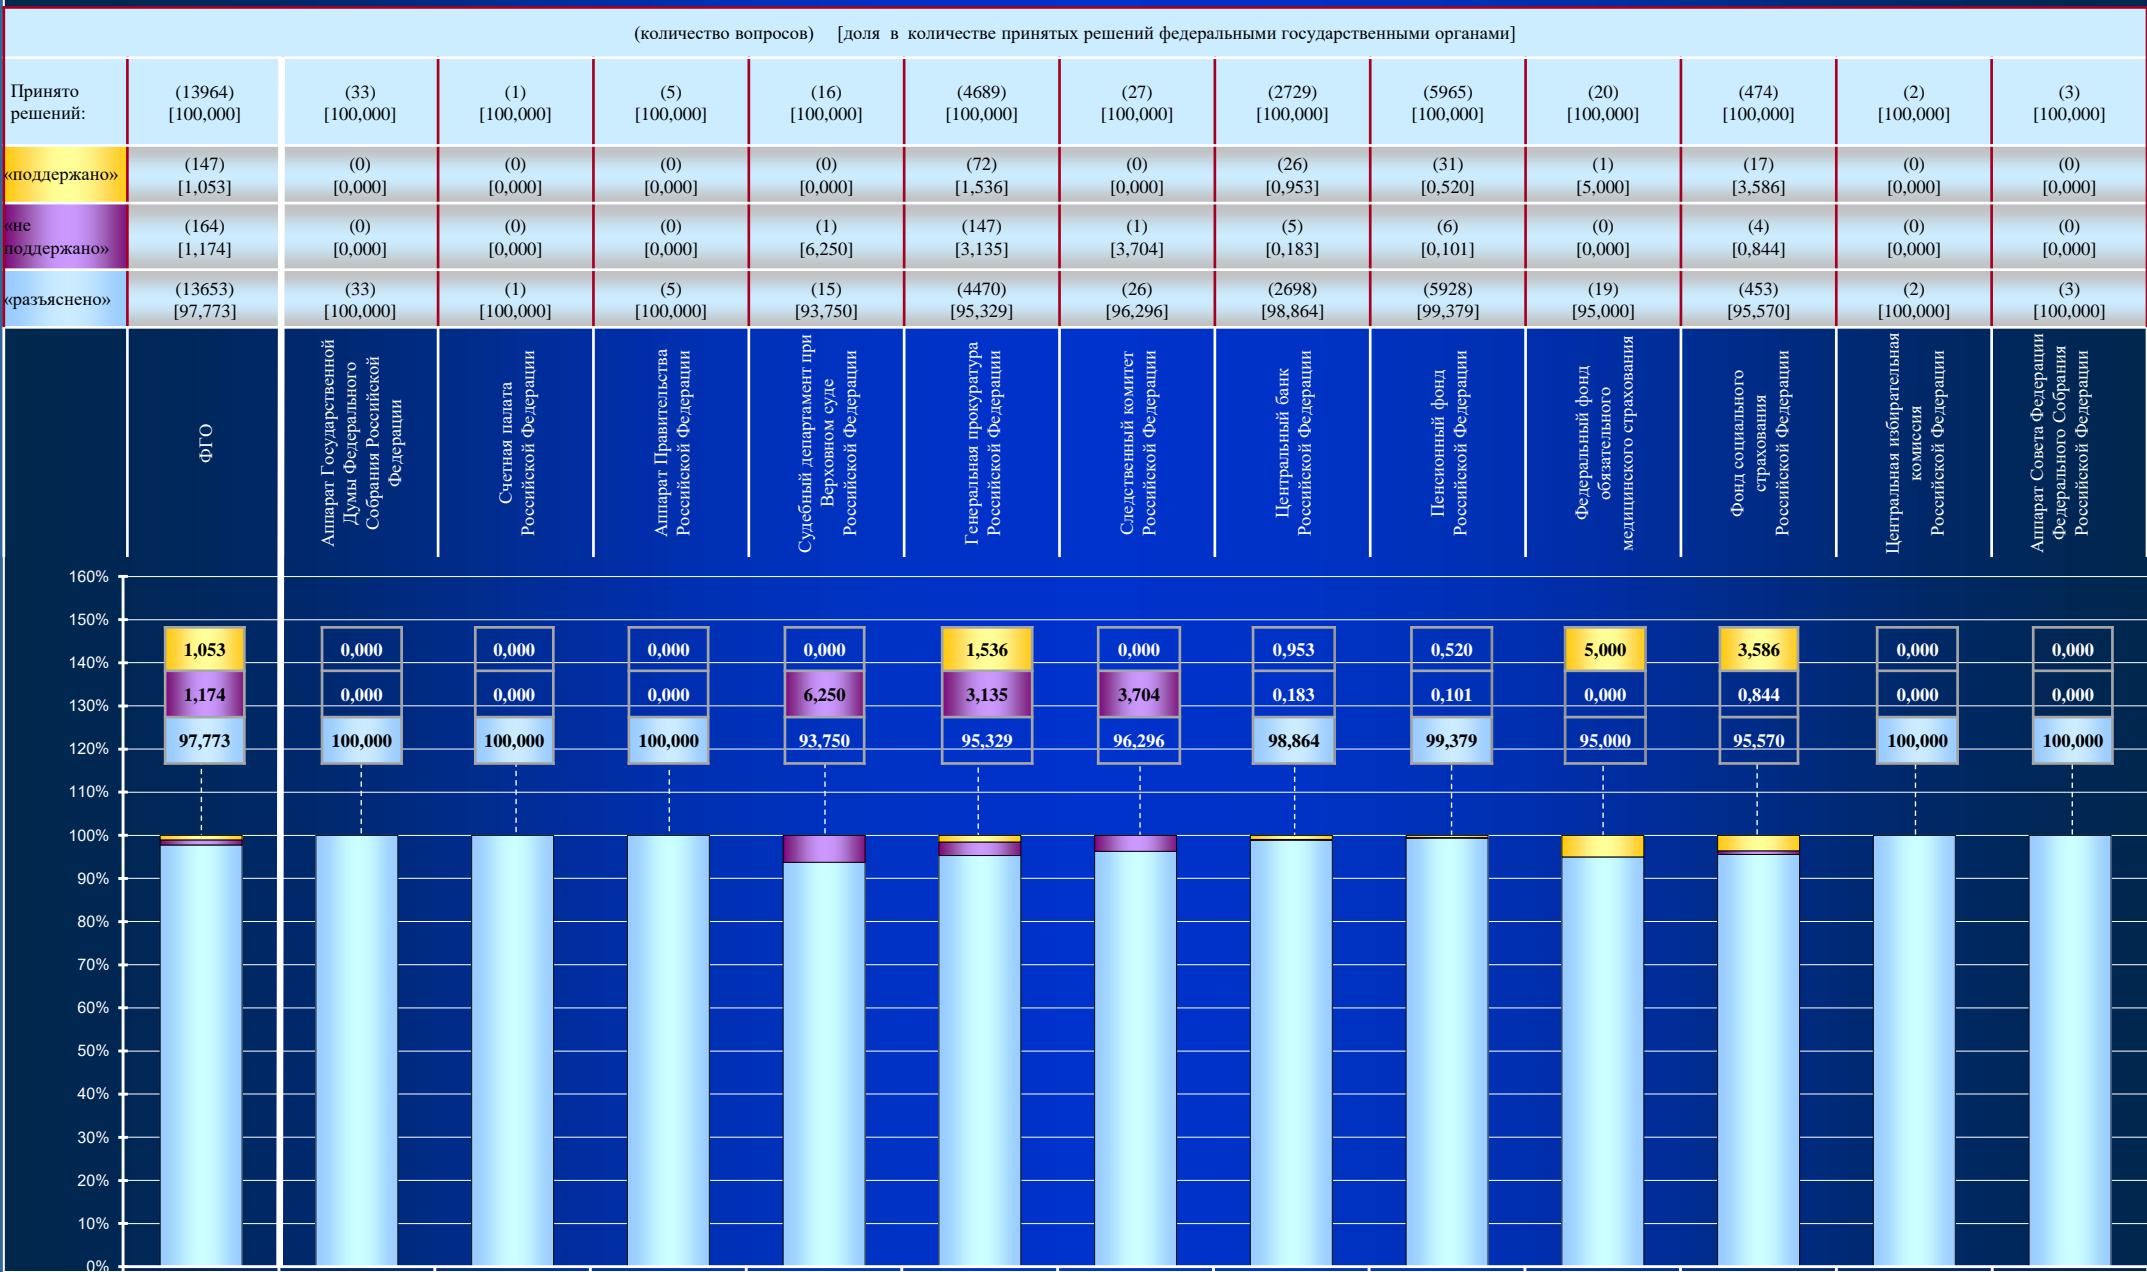 (количество вопросов) [доля в количестве принятых решений федеральными государственными органами]
Принято
решений:
(13964) (33) (1) (5) (16) (4689) (27) (2729) (5965) (20) (474) (2) (3)
[100,000] [100,000] [100,000] [100,000] [100,000] [100,000] [100,000] [100,000] [100,000] [100,000] [100,000] [100,000] [100,000]
«поддержано»
(147) (0) (0) (0) (0) (72) (0) (26) (31) (1) (17) (0) (0)
[1,053] [0,000] [0,000] [0,000] [0,000] [1,536] [0,000] [0,953] [0,520] [5,000] [3,586] [0,000] [0,000]
«не
поддержано»
(164) (0) (0) (0) (1) (147) (1) (5) (6) (0) (4) (0) (0)
[1,174] [0,000] [0,000] [0,000] [6,250] [3,135] [3,704] [0,183] [0,101] [0,000] [0,844] [0,000] [0,000]
«разъяснено»
(13653) (33) (1) (5) (15) (4470) (26) (2698) (5928) (19) (453) (2) (3)
[97,773] [100,000] [100,000] [100,000] [93,750] [95,329] [96,296] [98,864] [99,379] [95,000] [95,570] [100,000] [100,000]
ФГО
Аппарат Государственной
Думы Федерального
Собрания Российской
Федерации
Счетная палата
Российской Федерации
Аппарат Правительства
Российской Федерации
Судебный департамент при
Верховном суде
Российской Федерации
Генеральная прокуратура
Российской Федерации
Следственный комитет
Российской Федерации
Центральный банк
Российской Федерации
Пенсионный фонд
Российской Федерации
Федеральный фонд
обязательного
медицинского страхования
Фонд социального
страхования
Российской Федерации
Центральная избирательная
комиссия
Российской Федерации
Аппарат Совета Федерации
Федерального Собрания
Российской Федерации
160%
150%
1,053 0,000 0,000 0,000 0,000 1,536 0,000 0,953 0,520 5,000 3,586 0,000 0,000
140%
1,174 0,000 0,000 0,000 6,250 3,135 3,704 0,183 0,101 0,000 0,844 0,000 0,000
130%
97,773 100,000 100,000 100,000 93,750 95,329 96,296 98,864 99,379 95,000 95,570 100,000 100,000
120%
110%
100%
90%
80%
70%
60%
50%
40%
30%
20%
10%
0%